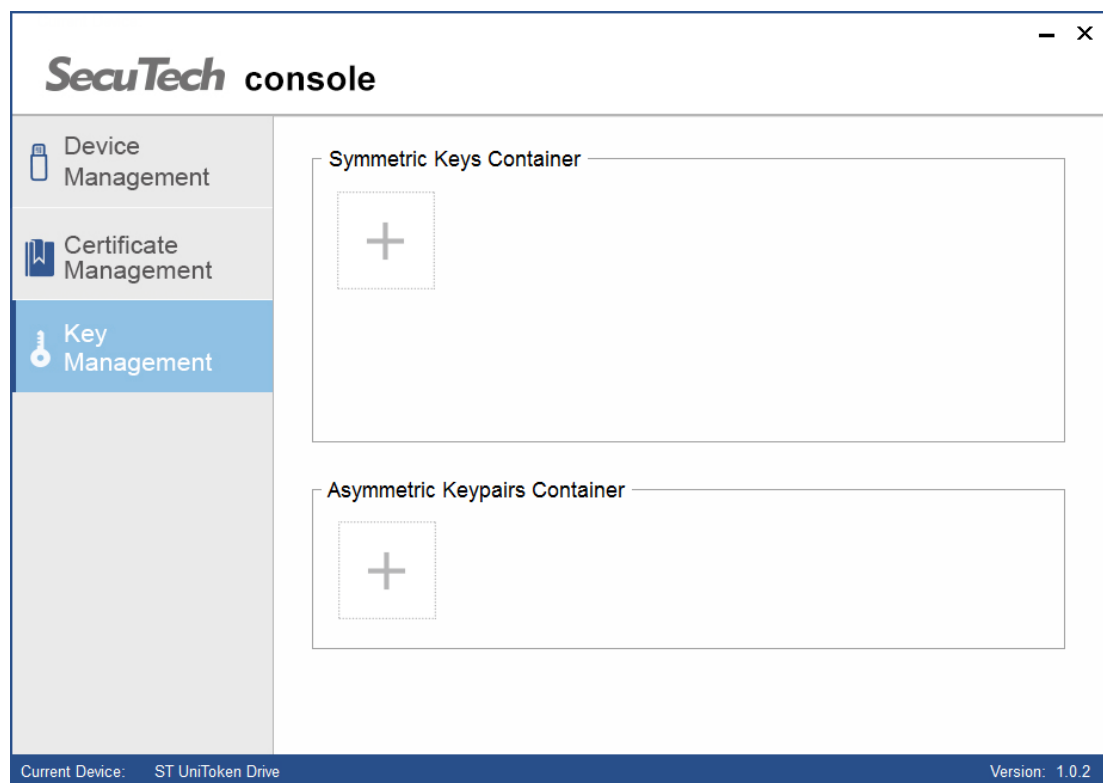 SecuTech console
Device
Management
Certificate
Management
Key
Management
Symmetric Keys Container
Asymmetric Keypairs Container
Current Device: ST UniToken Drive
Version: 1.0.2